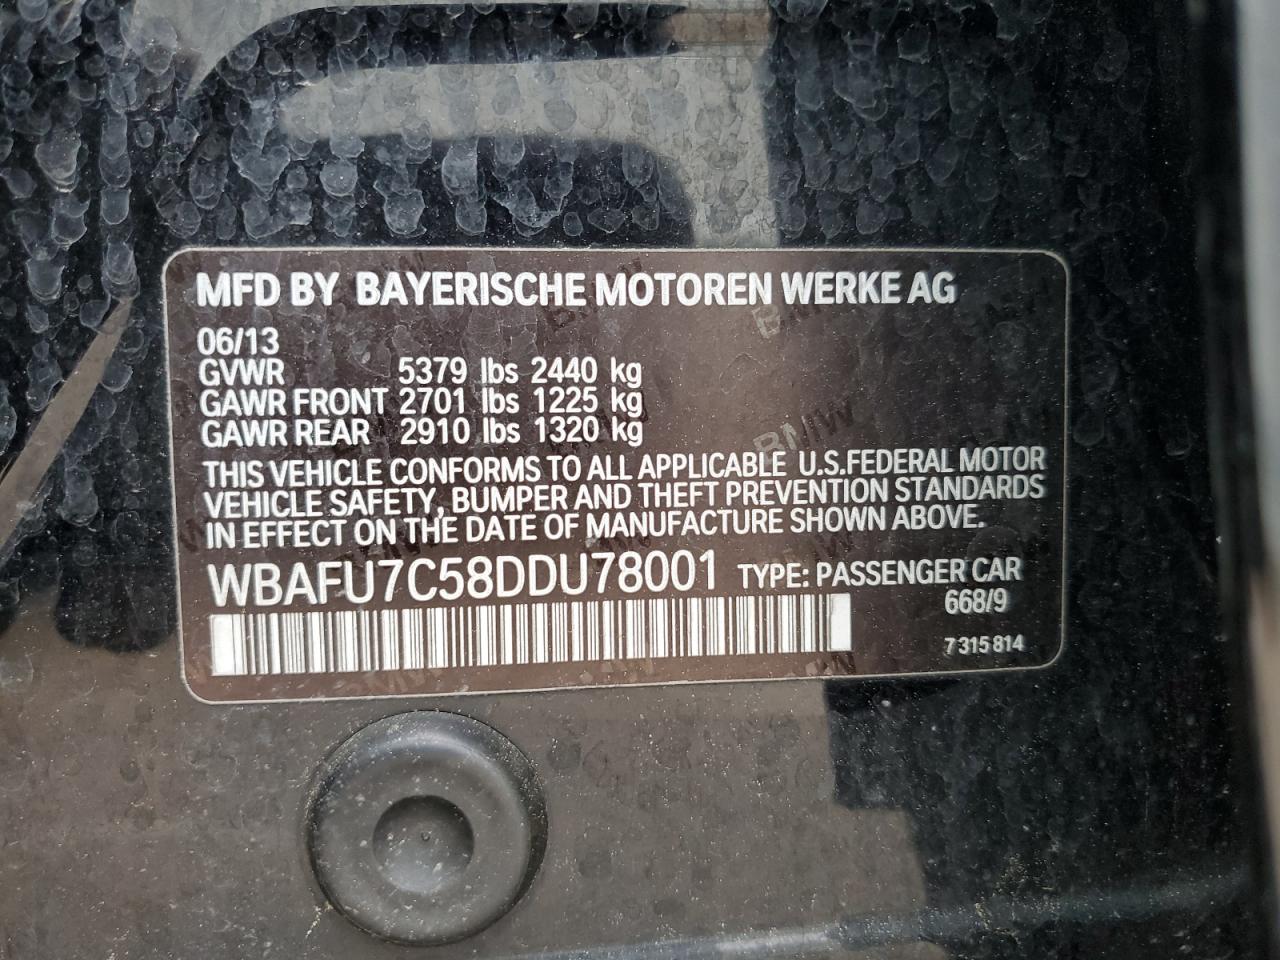 MFD BY BAYERISCHE MOTOREN WERKE AG
06/13
GVWR 5379 lbs 2440 kg
GAWR FRONT 2701 lbs 1225 kg
GAWR REAR 2910 lbs 1320 kg
THIS VEHICLE CONFORMS TO ALL APPLICABLE U.S.FEDERAL MOTOR
VEHICLE SAFETY, BUMPER AND THEFT PREVENTION STANDARDS
IN EFFECT ON THE DATE OF MANUFACTURE SHOWN ABOVE.
WBAFU7C58DDU78001 TYPE: PASSENGER CAR
668/9
7 315 814